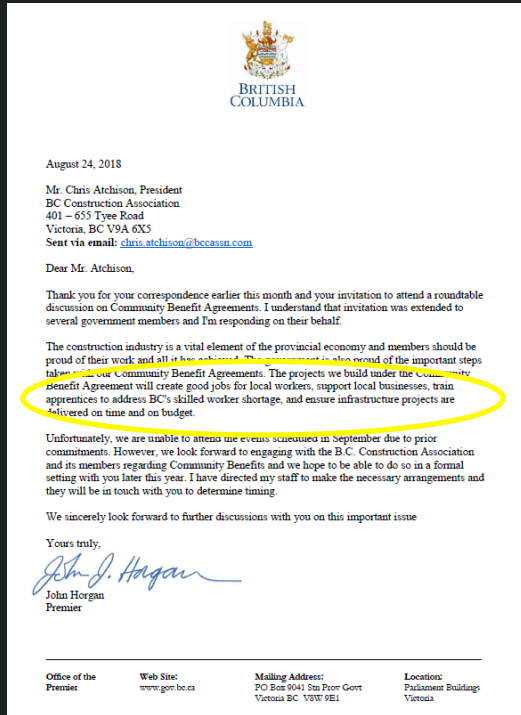 BRITISH
COLUMBIA
August 24, 2018
Mr. Chris Atchison, President
BC Construction Association
401 – 655 Tyee Road
Victoria, BC V9A 6X5
Sent via email: chris.atchison@bccassn.com
Dear Mr. Atchison,
Thank you for your correspondence earlier this month and your invitation to attend a roundtable
discussion on Community Benefit Agreements. I understand that invitation was extended to
several government members and I'm responding on their behalf.
The construction industry is a vital element of the provincial economy and members should be
proud of their work and all it has achieved. The government is also proud of the important steps
taken with our Community Benefit Agreements. The projects we build under the Community
Benefit Agreement will create good jobs for local workers, support local businesses, train
apprentices to address BC's skilled worker shortage, and ensure infrastructure projects are
delivered on time and on budget.
Unfortunately, we are unable to attend the events scheduled in September due to prior
commitments. However, we look forward to engaging with the B.C. Construction Association
and its members regarding Community Benefits and we hope to be able to do so in a formal
setting with you later this year. I have directed my staff to make the necessary arrangements and
they will be in touch with you to determine timing.
We sincerely look forward to further discussions with you on this important issue
Yours truly,
John J. Horgan
John Horgan
Premier
Office of the Web Site: Mailing Address: Location:
Premier www.gov.bc.ca PO Box 9041 Stn Prov Govt Parliament Buildings
Victoria BC V8W 9E1 Victoria